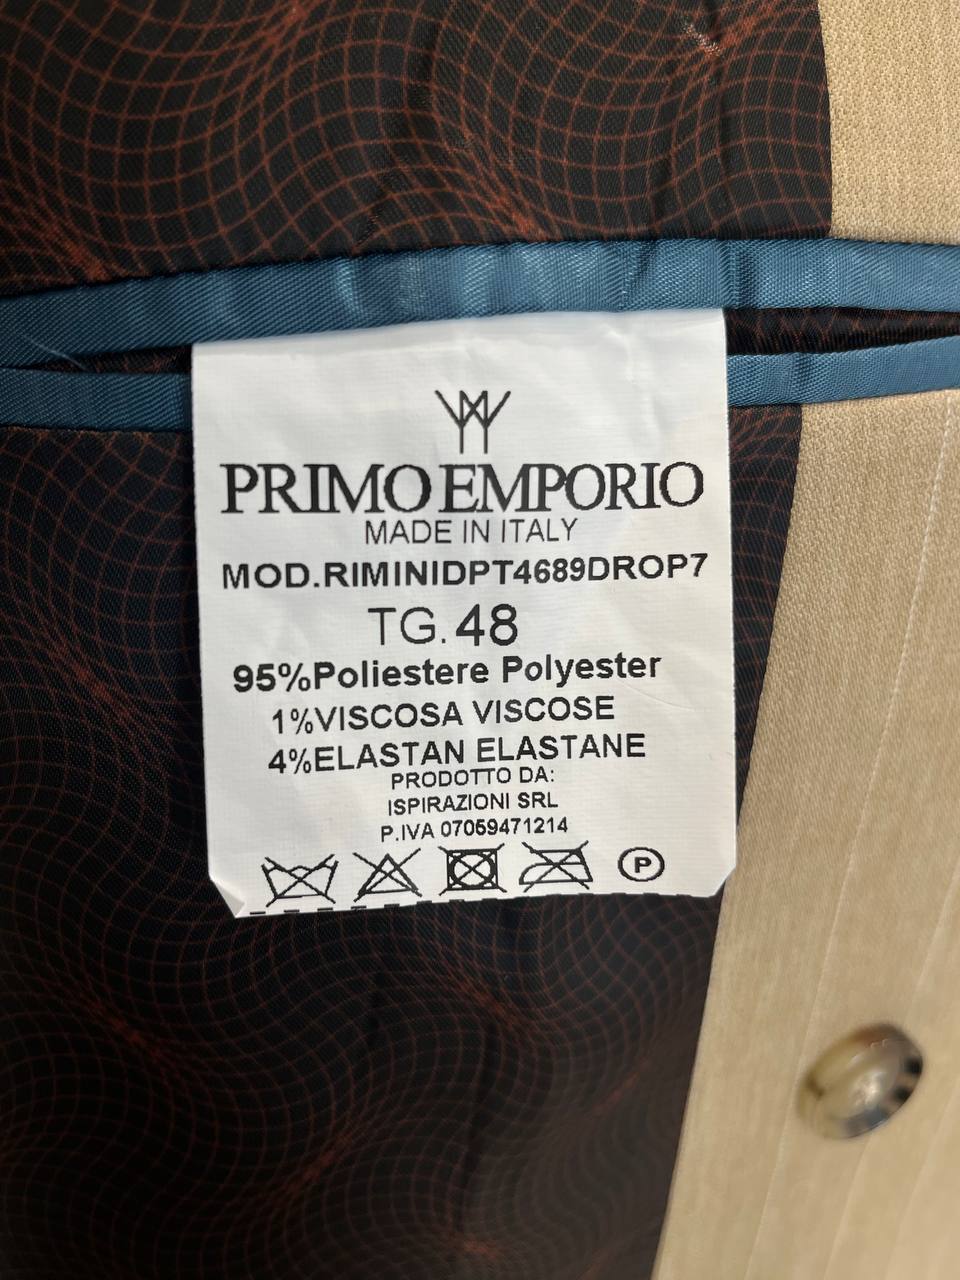 PRIMO EMPORIO
MADE IN ITALY
MOD.RIMINIDPT4689DROP7
TG. 48
95%Poliestere Polyester
1%VISCOSA VISCOSE
4%ELASTAN ELASTANE
PRODOTTO DA:
ISPIRAZIONI SRL
P.IVA 07059471214
P